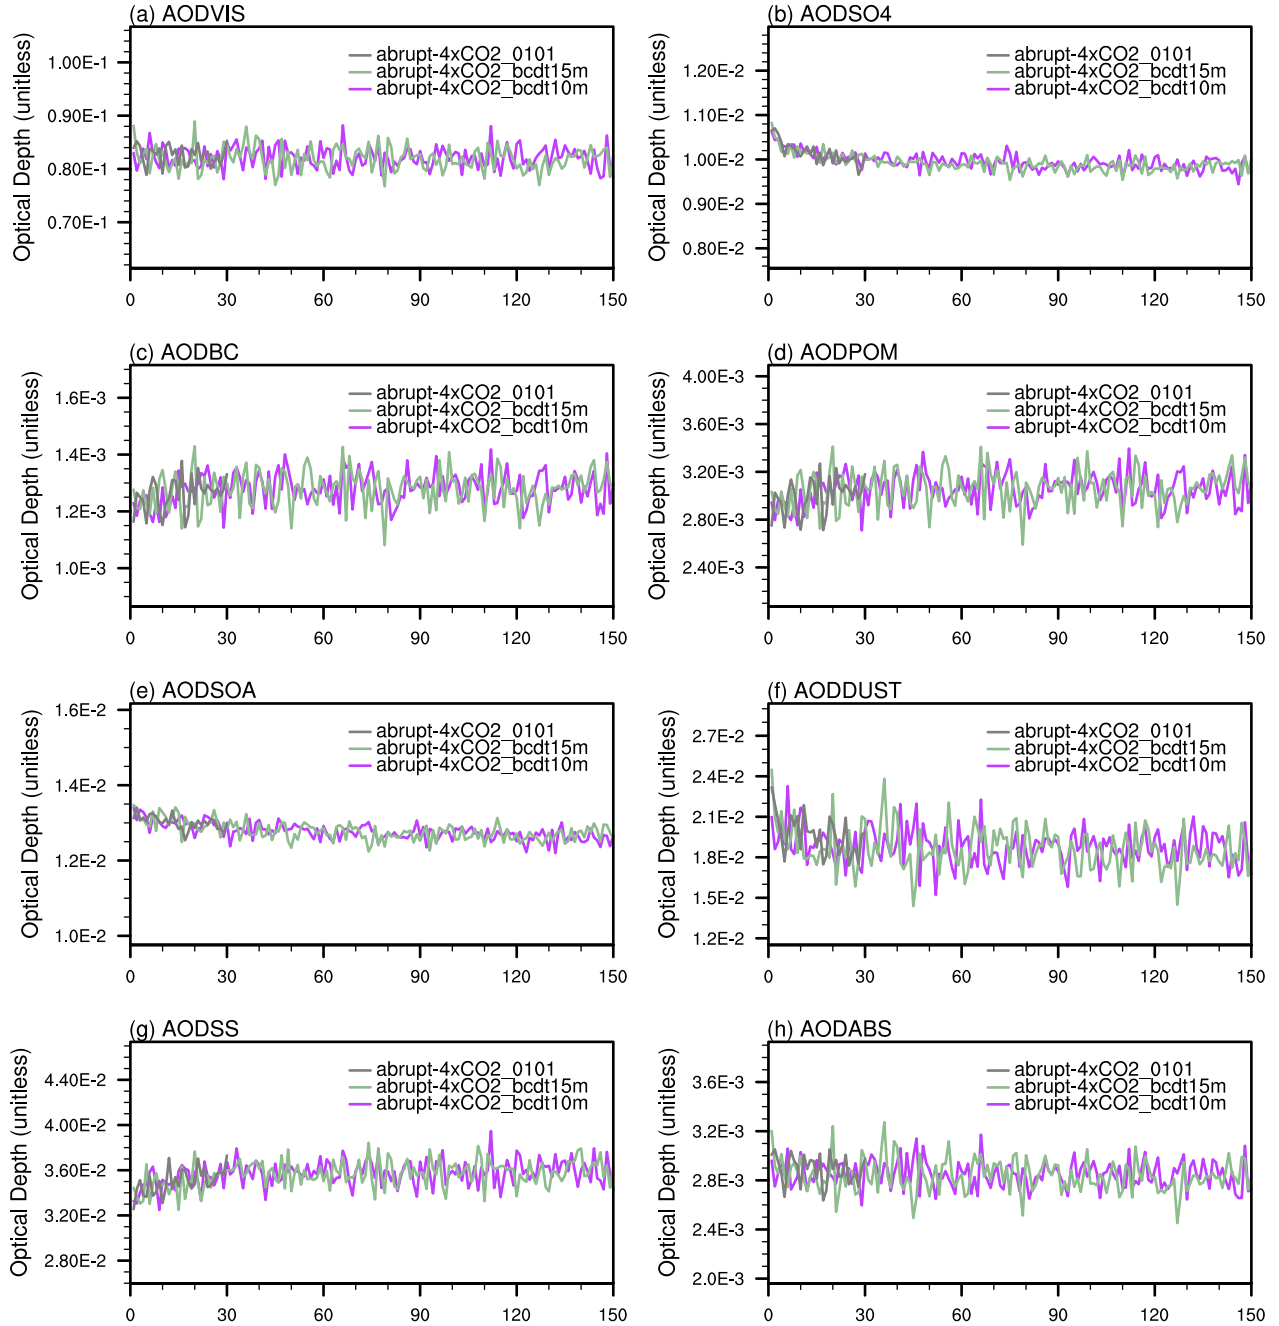 (a) AODVIS
Optical Depth (unitless)
1.00E-1
0.90E-1
0.80E-1
0.70E-1
abrupt-4xCO2_0101
abrupt-4xCO2_bcdt15m
abrupt-4xCO2_bcdt10m
0 30 60 90 120 150
(b) AODSO4
Optical Depth (unitless)
1.20E-2
1.10E-2
1.00E-2
0.90E-2
0.80E-2
abrupt-4xCO2_0101
abrupt-4xCO2_bcdt15m
abrupt-4xCO2_bcdt10m
0 30 60 90 120 150
(c) AODBC
Optical Depth (unitless)
1.6E-3
1.4E-3
1.2E-3
1.0E-3
abrupt-4xCO2_0101
abrupt-4xCO2_bcdt15m
abrupt-4xCO2_bcdt10m
0 30 60 90 120 150
(d) AODPOM
Optical Depth (unitless)
4.00E-3
3.60E-3
3.20E-3
2.80E-3
2.40E-3
abrupt-4xCO2_0101
abrupt-4xCO2_bcdt15m
abrupt-4xCO2_bcdt10m
0 30 60 90 120 150
(e) AODSOA
Optical Depth (unitless)
1.6E-2
1.4E-2
1.2E-2
1.0E-2
abrupt-4xCO2_0101
abrupt-4xCO2_bcdt15m
abrupt-4xCO2_bcdt10m
0 30 60 90 120 150
(f) AODDUST
Optical Depth (unitless)
2.7E-2
2.4E-2
2.1E-2
1.8E-2
1.5E-2
1.2E-2
abrupt-4xCO2_0101
abrupt-4xCO2_bcdt15m
abrupt-4xCO2_bcdt10m
0 30 60 90 120 150
(g) AODSS
Optical Depth (unitless)
4.40E-2
4.00E-2
3.60E-2
3.20E-2
2.80E-2
abrupt-4xCO2_0101
abrupt-4xCO2_bcdt15m
abrupt-4xCO2_bcdt10m
0 30 60 90 120 150
(h) AODABS
Optical Depth (unitless)
3.6E-3
3.2E-3
2.8E-3
2.4E-3
2.0E-3
abrupt-4xCO2_0101
abrupt-4xCO2_bcdt15m
abrupt-4xCO2_bcdt10m
0 30 60 90 120 150